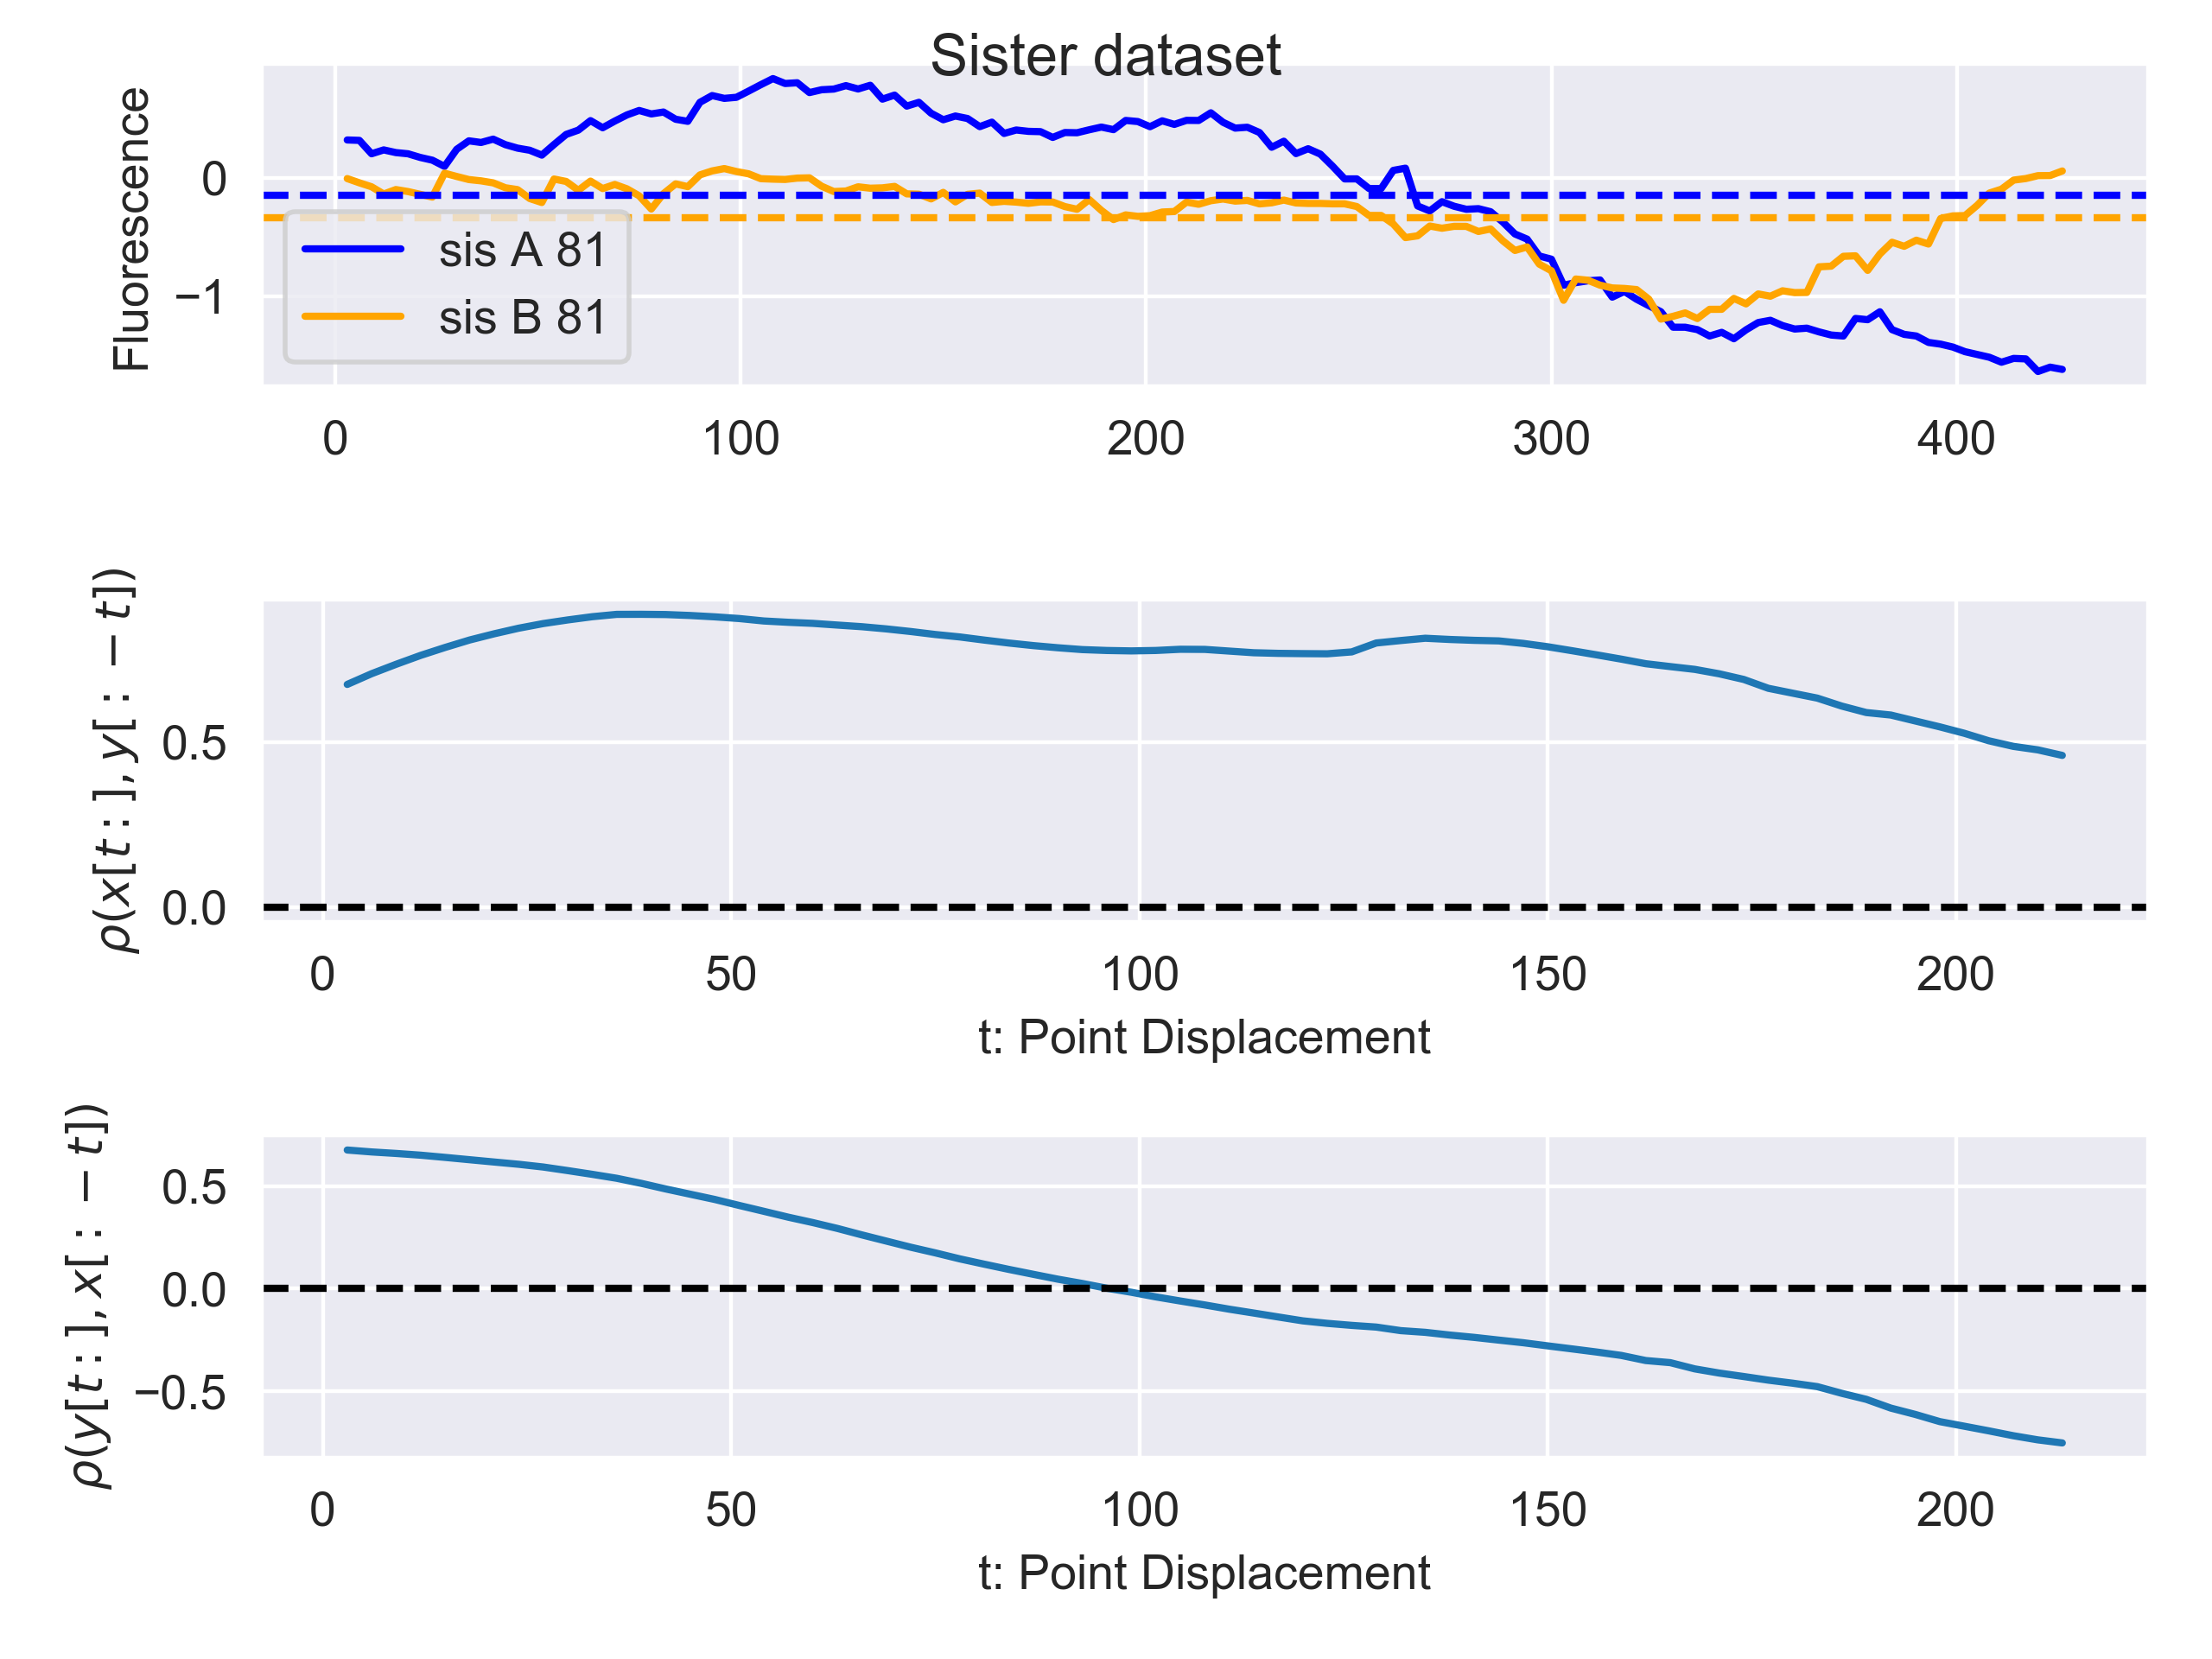 Sister dataset
Fluorescence
0
−1
sis A 81
sis B 81
0 100 200 300 400
ρ(x[t:], y[: − t])
0.5
0.0
0 50 100 150 200
t: Point Displacement
ρ(y[t:], x[: − t])
0.5
0.0
−0.5
0 50 100 150 200
t: Point Displacement